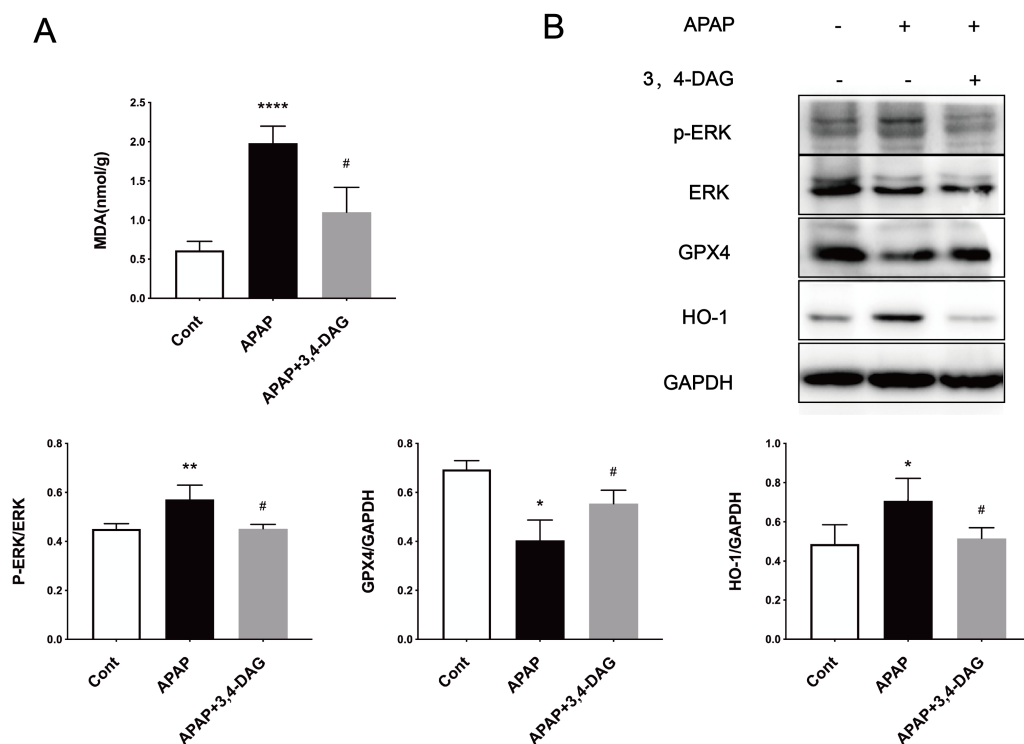 A
MDA(nmol/g)
2.5
2.0
1.5
1.0
0.5
0.0
****
#
Cont
APAP
APAP+3,4-DAG
B
APAP - + +
3, 4-DAG - - +
p-ERK
ERK
GPX4
HO-1
GAPDH
P-ERK/ERK
0.8
0.6
0.4
0.2
0.0
**
#
Cont
APAP
APAP+3,4-DAG
GPX4/GAPDH
0.8
0.6
0.4
0.2
0.0
*
#
Cont
APAP
APAP+3,4-DAG
HO-1/GAPDH
1.0
0.8
0.6
0.4
0.2
0.0
*
#
Cont
APAP
APAP+3,4-DAG